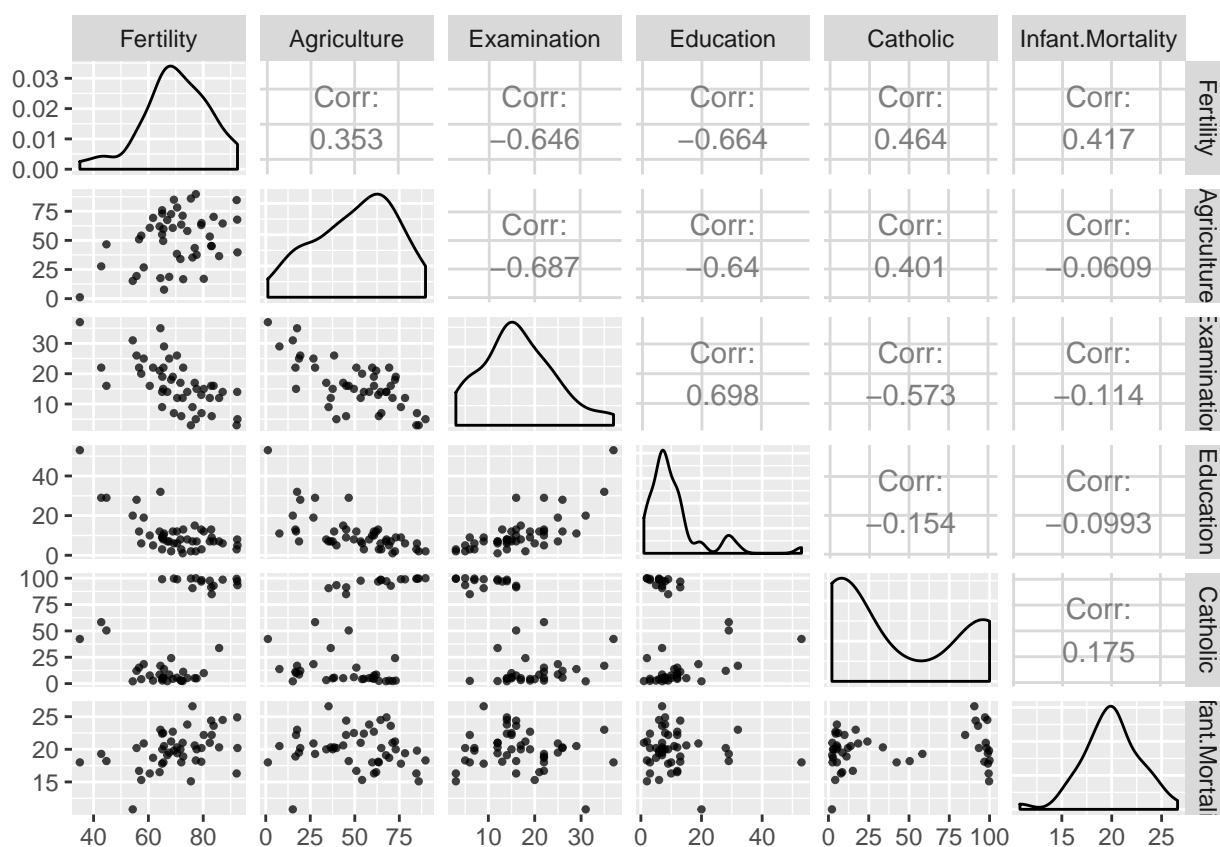 Fertility Agriculture Examination Education Catholic Infant.Mortality
0.03
0.02
0.01
0.00
Corr: Corr: Corr: Corr: Corr:
0.353 −0.646 −0.664 0.464 0.417
Fertility
75
50
25
0
Corr: Corr: Corr: Corr:
−0.687 −0.64 0.401 −0.0609
Agriculture
30
20
10
Corr: Corr: Corr:
0.698 −0.573 −0.114
Examination
40
20
0
Corr: Corr:
−0.154 −0.0993
Education
100
75
50
25
0
Corr:
0.175
Catholic
25
20
15
fant.Mortali
40 60 80 0 25 50 75 10 20 30 0 20 40 0 25 50 75 100 15 20 25